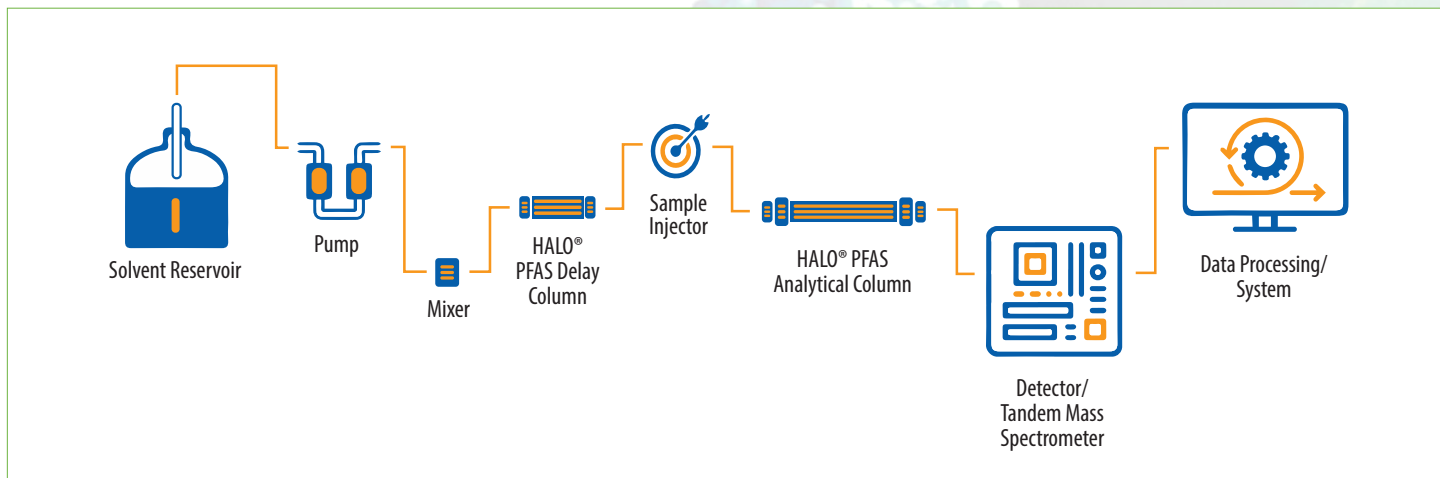 Solvent Reservoir
Pump
Mixer
HALO®
PFAS Delay
Column
Sample
Injector
HALO® PFAS
Analytical Column
Detector/
Tandem Mass
Spectrometer
Data Processing/
System